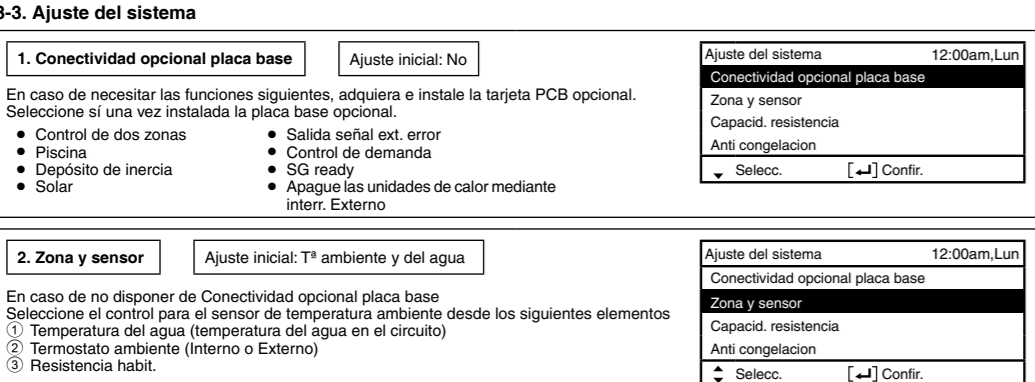 3-3. Ajuste del sistema
1. Conectividad opcional placa base
Ajuste inicial: No
En caso de necesitar las funciones siguientes, adquiera e instale la tarjeta PCB opcional.
Seleccione sí una vez instalada la placa base opcional.
• Control de dos zonas
• Piscina
• Depósito de inercia
• Solar
• Salida señal ext. error
• Control de demanda
• SG ready
• Apague las unidades de calor mediante
interr. Externo
Ajuste del sistema 12:00am,Lun
Conectividad opcional placa base
Zona y sensor
Capacid. resistencia
Anti congelacion
Selecc. [↵] Confir.
2. Zona y sensor
Ajuste inicial: Tª ambiente y del agua
En caso de no disponer de Conectividad opcional placa base
Seleccione el control para el sensor de temperatura ambiente desde los siguientes elementos
① Temperatura del agua (temperatura del agua en el circuito)
② Termostato ambiente (Interno o Externo)
③ Resistencia habit.
Ajuste del sistema 12:00am,Lun
Conectividad opcional placa base
Zona y sensor
Capacid. resistencia
Anti congelacion
Selecc. [↵] Confir.